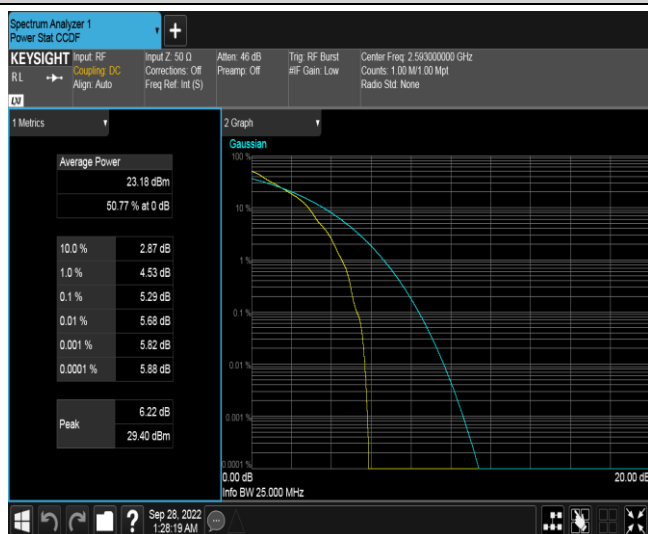 Spectrum Analyzer 1
Power Stat CCDF
+
KEYSIGHT
RL
LXI
Input: RF
Coupling: DC
Align: Auto
Input Z: 50 Ω
Corrections: Off
Freq Ref: Int (S)
Atten: 46 dB
Preamp: Off
Trig: RF Burst
#IF Gain: Low
Center Freq: 2.593000000 GHz
Counts: 1.00 M/1.00 Mpt
Radio Std: None
1 Metrics
Average Power
23.18 dBm
50.77 % at 0 dB
10.0 % 2.87 dB
1.0 % 4.53 dB
0.1 % 5.29 dB
0.01 % 5.68 dB
0.001 % 5.82 dB
0.0001 % 5.88 dB
Peak
6.22 dB
29.40 dBm
2 Graph
Gaussian
100 %
10 %
1 %
0.1 %
0.01 %
0.001 %
0.0001 %
0.00 dB
20.00 dB
Info BW 25.000 MHz
?
Sep 28, 2022
1:28:19 AM